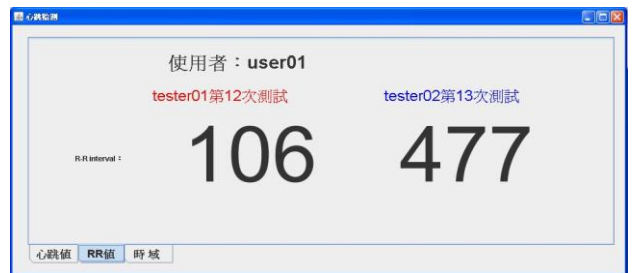 心跳監測
使用者：user01
tester01第12次測試 tester02第13次測試
R-R interval： 106 477
心跳值 RR值 時域